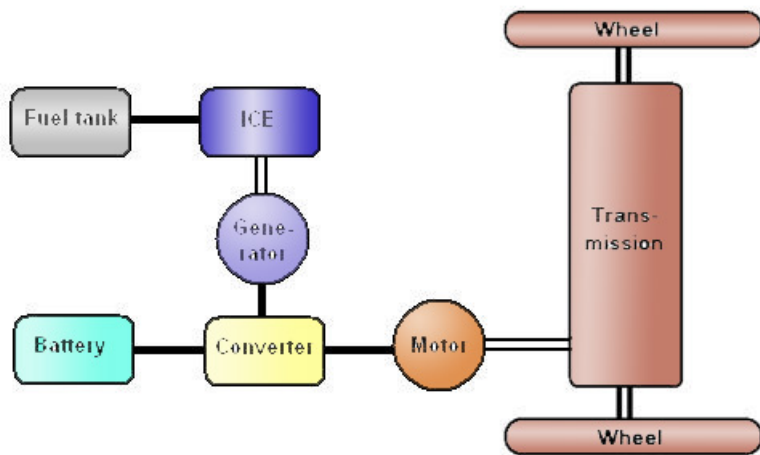 Wheel
Fuel tank
ICE
Gene-
rator
Trans-
mission
Battery
Converter
Motor
Wheel